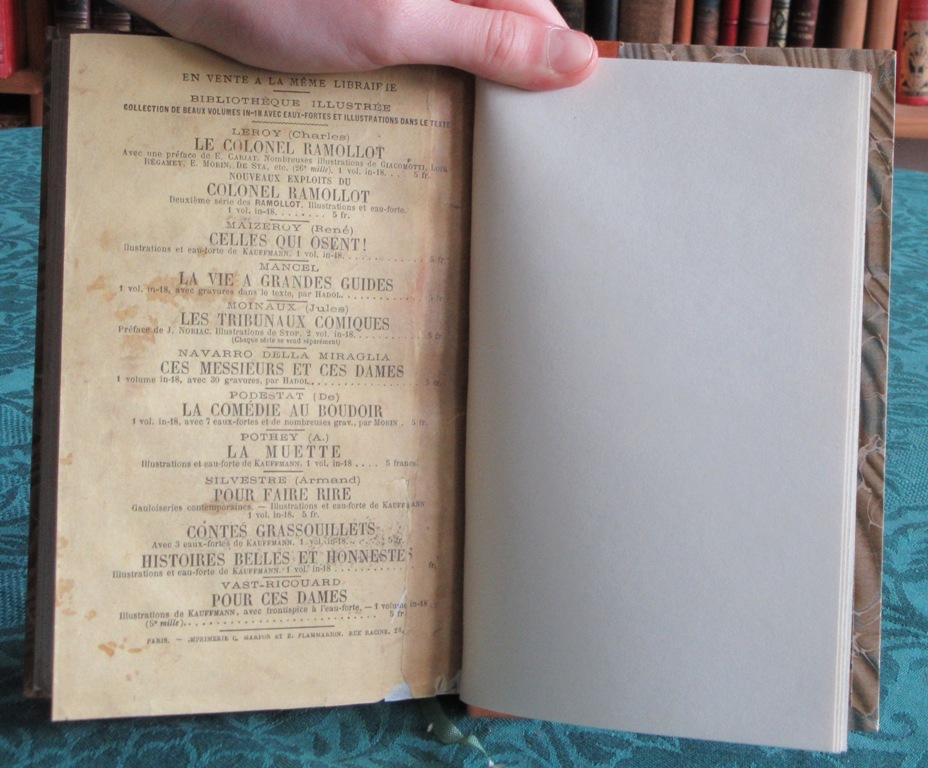 EN VENTE A LA MÊME LIBRAIRIE
BIBLIOTHÈQUE ILLUSTRÉE
COLLECTION DE BEAUX VOLUMES IN-18 AVEC EAUX-FORTES ET ILLUSTRATIONS DANS LE TEXTE
LEROY (Charles)
LE COLONEL RAMOLLOT
Avec une préface de E. CARJAT. Nombreuses illustrations de GIACOMOTTI,
RÉGAMEY, E. MORIN, DE STA, etc. (26e mille). 1 vol. in-18. . . 5 fr.
NOUVEAUX EXPLOITS DU
COLONEL RAMOLLOT
Deuxième série des RAMOLLOT. Illustrations et eau-forte.
1 vol. in-18. . . . . . . . 5 fr.
MAIZEROY (René)
CELLES QUI OSENT!
Illustrations et eau-forte de KAUFFMANN. 1 vol. in-18. . . . . . . . . . . . . . 5 fr.
MANCEL
LA VIE A GRANDES GUIDES
1 vol. in-18, avec gravures dans le texte, par HADOL. . . . . . . . . . . . . . 5 fr.
MOINAUX (Jules)
LES TRIBUNAUX COMIQUES
Préface de J. NORIAC. Illustrations de STOP. 2 vol. in-18. . . . . . . . . . . 5 fr.
(Chaque série se vend séparément)
NAVARRO DELLA MIRAGLIA
CES MESSIEURS ET CES DAMES
1 volume in-18, avec 30 gravures, par HADOL. . . . . . . . . . . . . . . . . 5 fr.
PODESTAT (De)
LA COMÉDIE AU BOUDOIR
1 vol. in-18, avec 7 eaux-fortes et de nombreuses grav., par MORIN . 5 fr.
POTHEY (A.)
LA MUETTE
Illustrations et eau-forte de KAUFFMANN. 1 vol. in-18 . . . . . 5 francs.
SILVESTRE (Armand)
POUR FAIRE RIRE
Gauloiseries contemporaines. — Illustrations et eau-forte de KAUFFMANN
1 vol. in-18. 5 fr.
CONTES GRASSOUILLETS
Avec 3 eaux-fortes de KAUFFMANN. 1 vol. in-18. . . . . . . 5 fr.
HISTOIRES BELLES ET HONNESTES
Illustrations et eau-forte de KAUFFMANN. 1 vol. in-18 . . . . . . . . . . . . . fr.
VAST-RICOUARD
POUR CES DAMES
Illustrations de KAUFFMANN, avec frontispice à l'eau-forte, — 1 volume in-18
(5e mille). . . . . . . . . . . . . . . . . . . . . . . . . . . . 5 fr
PARIS. — IMPRIMERIE C. MARPON ET E. FLAMMARION, RUE RACINE, 26.